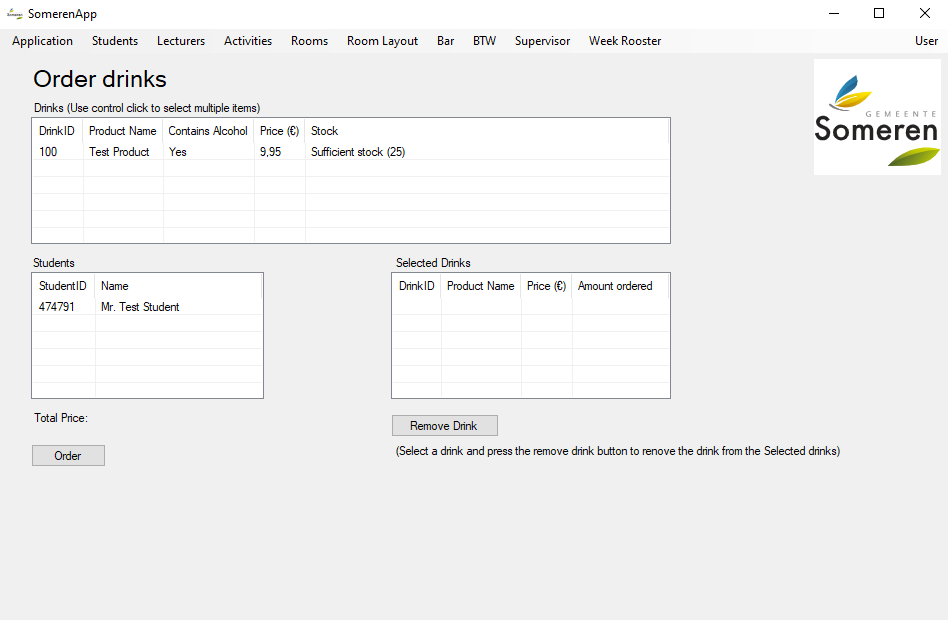 Someren SomerenApp
Application Students Lecturers Activities Rooms Room Layout Bar BTW Supervisor Week Rooster User
Order drinks
GEMEENTE
Someren
Drinks (Use control click to select multiple items)
DrinkID Product Name Contains Alcohol Price (€) Stock
100 Test Product Yes 9,95 Sufficient stock (25)
Students
StudentID Name
474791 Mr. Test Student
Selected Drinks
DrinkID Product Name Price (€) Amount ordered
Total Price:
Order
Remove Drink
(Select a drink and press the remove drink button to renove the drink from the Selected drinks)